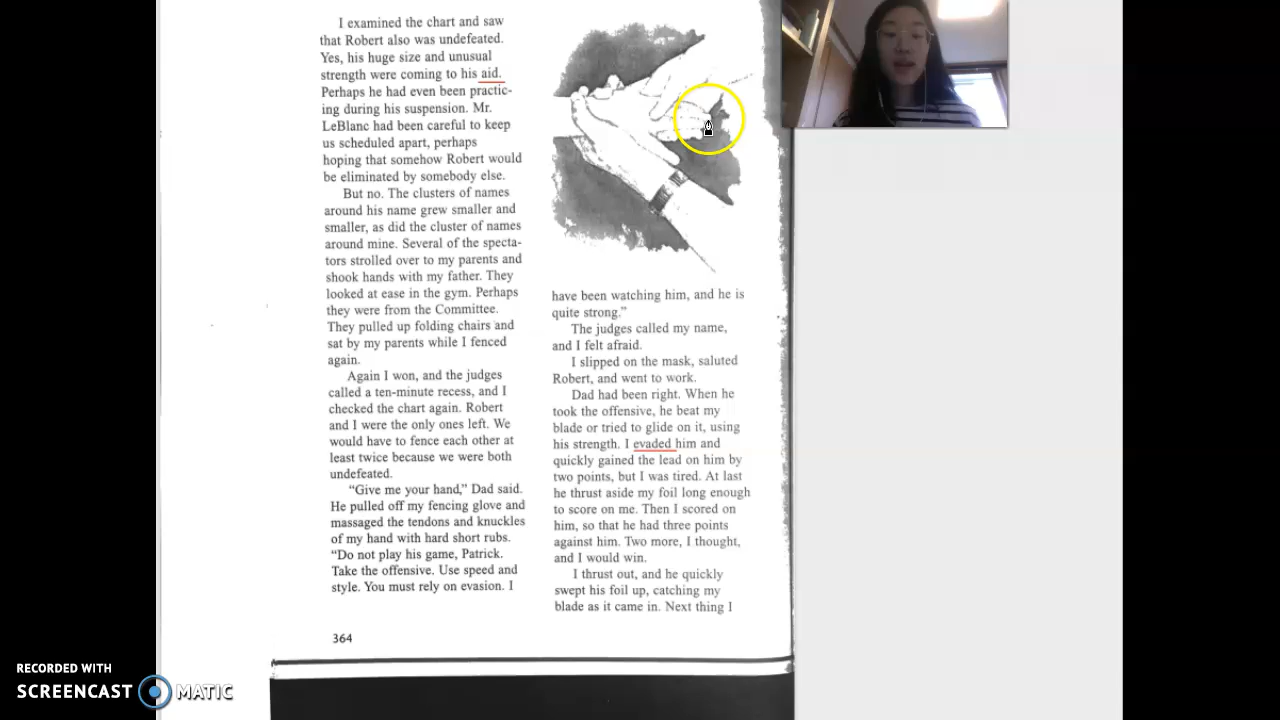 I examined the chart and saw
that Robert also was undefeated.
Yes, his huge size and unusual
strength were coming to his aid.
Perhaps he had even been practic-
ing during his suspension. Mr.
LeBlanc had been careful to keep
us scheduled apart, perhaps
hoping that somehow Robert would
be eliminated by somebody else.
But no. The clusters of names
around his name grew smaller and
smaller, as did the cluster of names
around mine. Several of the specta-
tors strolled over to my parents and
shook hands with my father. They
looked at ease in the gym. Perhaps
they were from the Committee.
They pulled up folding chairs and
sat by my parents while I fenced
again.
Again I won, and the judges
called a ten-minute recess, and I
checked the chart again. Robert
and I were the only ones left. We
would have to fence each other at
least twice because we were both
undefeated.
"Give me your hand," Dad said.
He pulled off my fencing glove and
massaged the tendons and knuckles
of my hand with hard short rubs.
"Do not play his game, Patrick.
Take the offensive. Use speed and
style. You must rely on evasion. I
have been watching him, and he is
quite strong."
The judges called my name,
and I felt afraid.
I slipped on the mask, saluted
Robert, and went to work.
Dad had been right. When he
took the offensive, he beat my
blade or tried to glide on it, using
his strength. I evaded him and
quickly gained the lead on him by
two points, but I was tired. At last
he thrust aside my foil long enough
to score on me. Then I scored on
him, so that he had three points
against him. Two more, I thought,
and I would win.
I thrust out, and he quickly
swept his foil up, catching my
blade as it came in. Next thing I
364
RECORDED WITH
SCREENCAST MATIC